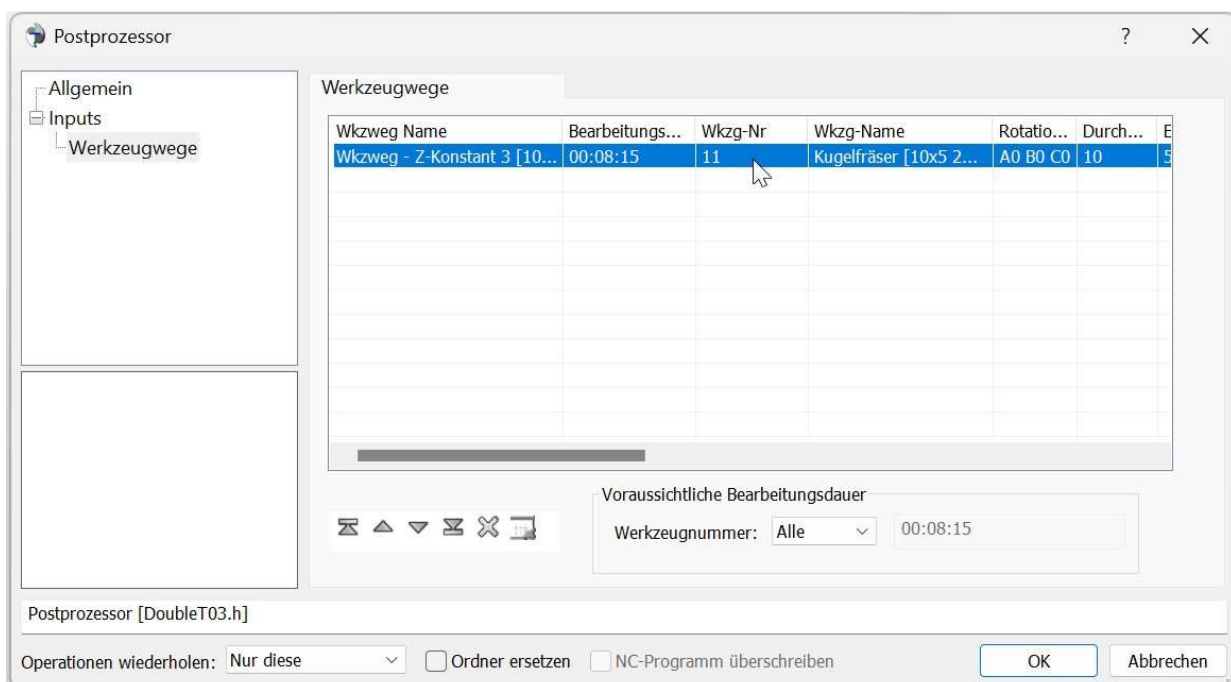 Postprozessor ?
Allgemein
Inputs
Werkzeugwege
Werkzeugwege
Wkzweg Name Bearbeitungs... Wkzg-Nr Wkzg-Name Rotatio... Durch... E
Wkzweg - Z-Konstant 3 [10... 00:08:15 11 Kugelfräser [10x5 2... A0 B0 C0 10 5
Voraussichtliche Bearbeitungsdauer
Werkzeugnummer: Alle 00:08:15
Postprozessor [DoubleT03.h]
Operationen wiederholen: Nur diese Ordner ersetzen NC-Programm überschreiben OK Abbrechen